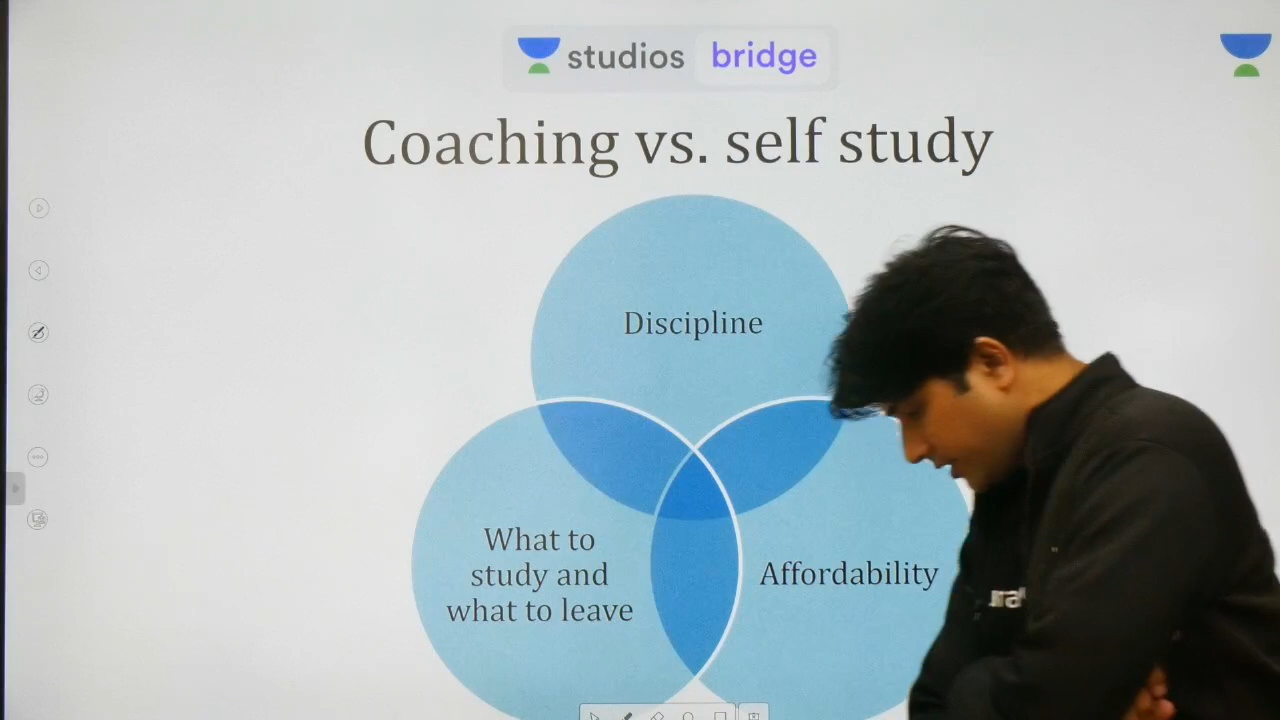 studios bridge
Coaching vs. self study
Discipline
What to
study and
what to leave
Affordability